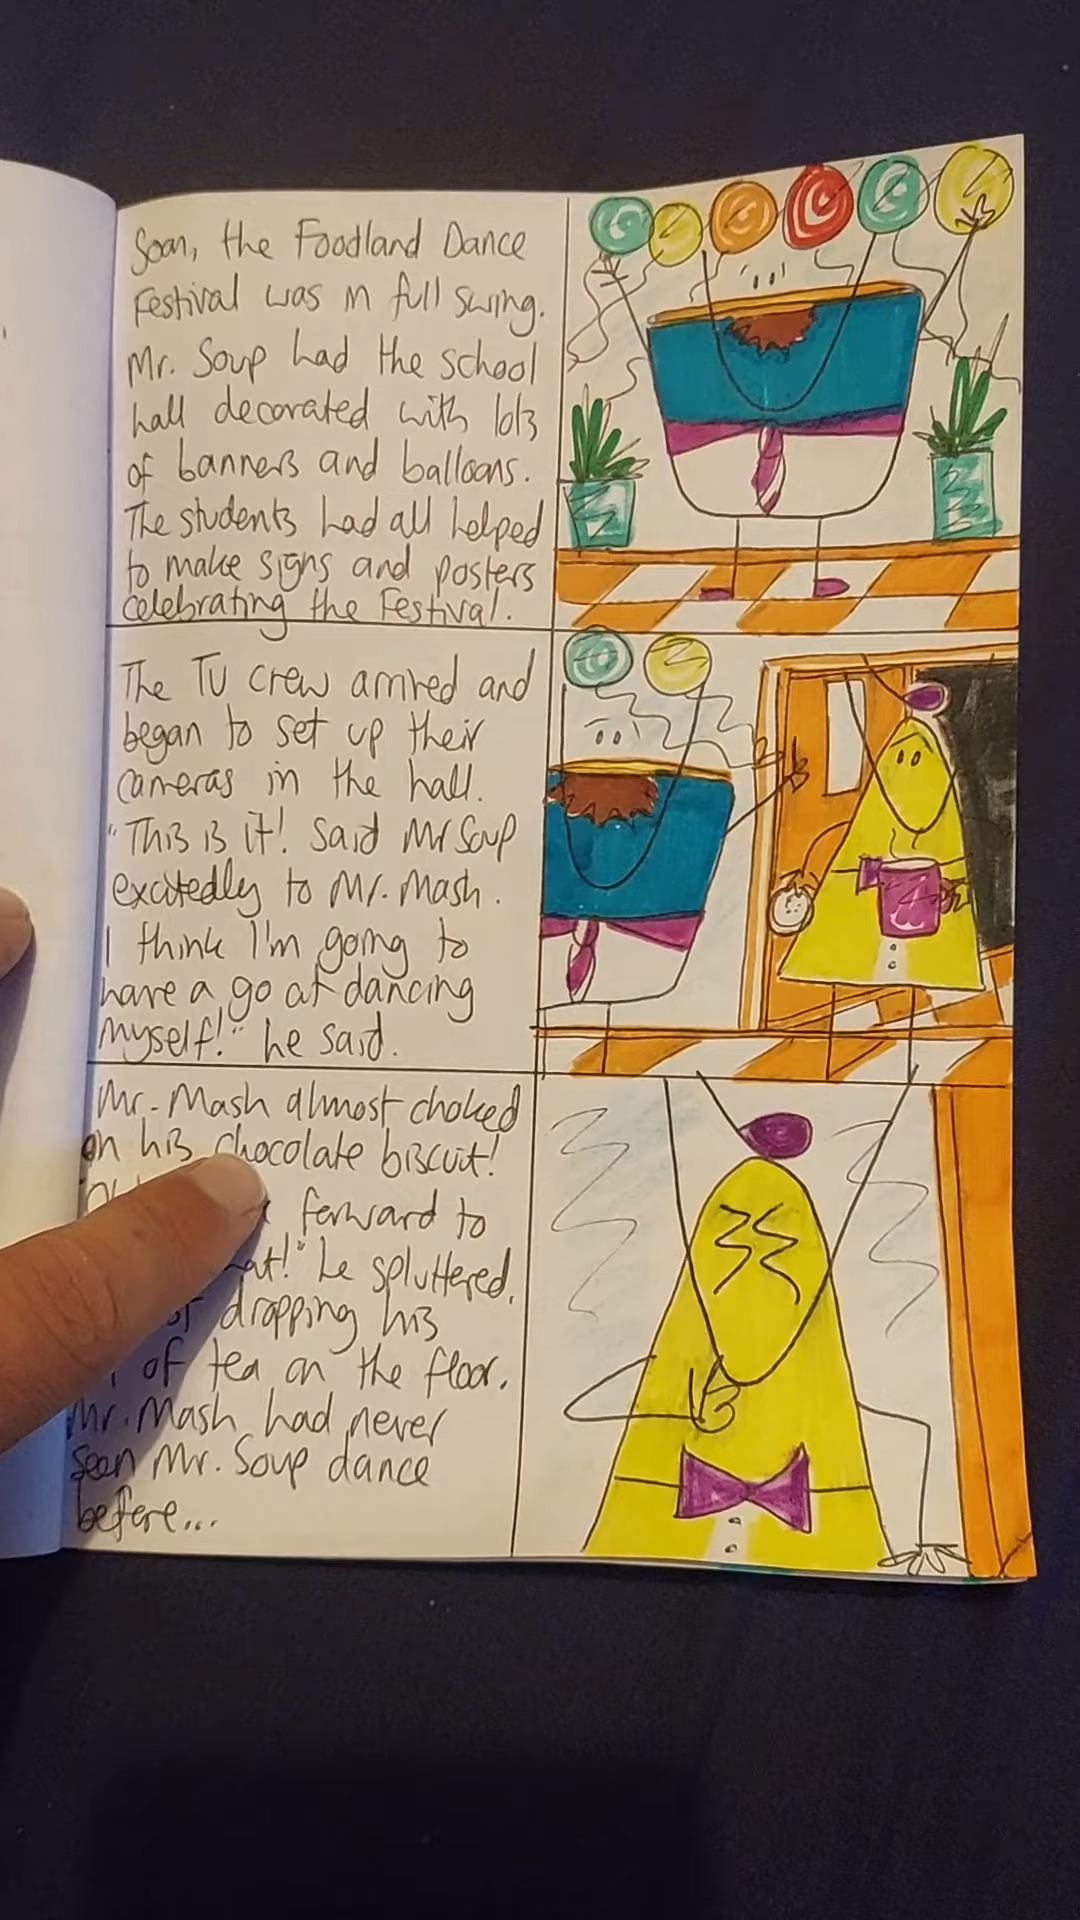 Soon, the Foodland Dance
Festival was in full swing.
Mr. Soup had the school
hall decorated with lots
of banners and balloons.
The students had all helped
to make signs and posters
celebrating the Festival.
The TV crew arrived and
began to set up their
cameras in the hall.
"This is it! said Mr Soup
excitedly to Mr. Mash.
I think I'm going to
have a go at dancing
myself!" he said.
Mr. Mash almost choked
on his chocolate biscuit!
forward to
he spluttered,
dropping his
of tea on the floor.
Mr. Mash had never
seen Mr. Soup dance
before...